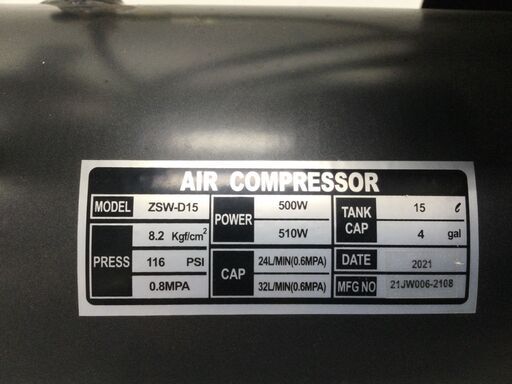 AIR COMPRESSOR
MODEL ZSW-D15
PRESS 8.2 Kgf/cm²
116 PSI
0.8MPA
POWER 500W
510W
CAP 24L/MIN(0.6MPA)
32L/MIN(0.6MPA)
TANK CAP 15 ℓ
4 gal
DATE 2021
MFG NO 21JW006-2108